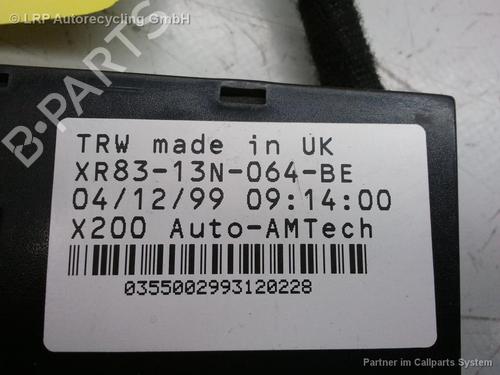 © LRP Autorecycling GmbH
B-PARTS
TRW made in UK
XR83-13N-064-BE
04/12/99 09:14:00
X200 Auto-AMTech
0355002993120228
Partner im Callparts System